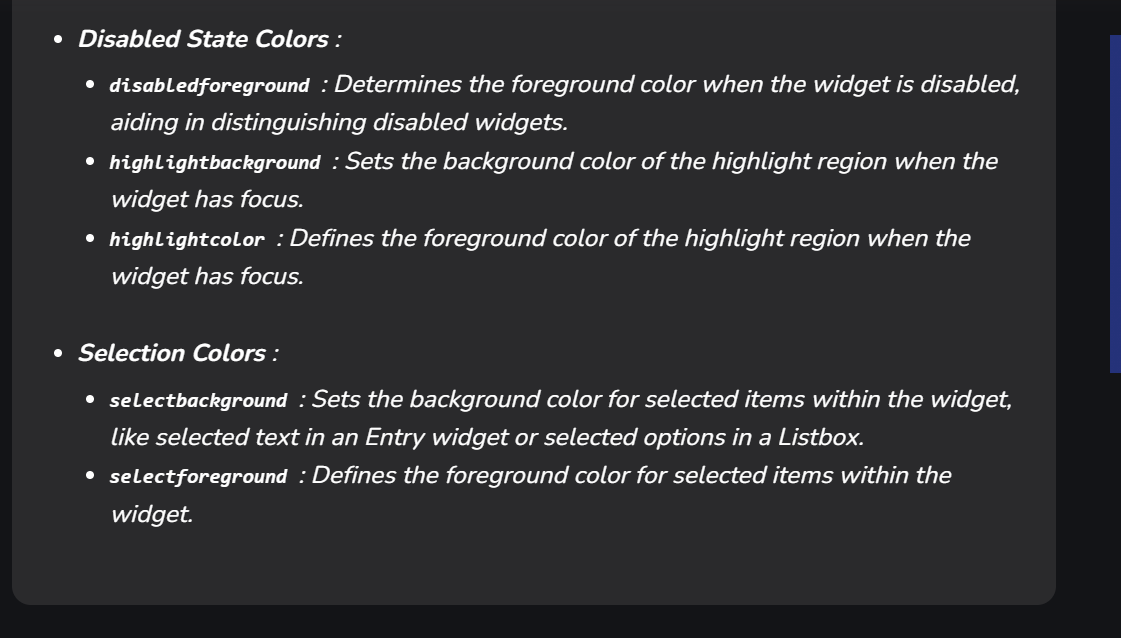 • Disabled State Colors :
• disabledforeground : Determines the foreground color when the widget is disabled,
aiding in distinguishing disabled widgets.
• highlightbackground : Sets the background color of the highlight region when the
widget has focus.
• highlightcolor : Defines the foreground color of the highlight region when the
widget has focus.
• Selection Colors :
• selectbackground : Sets the background color for selected items within the widget,
like selected text in an Entry widget or selected options in a Listbox.
• selectforeground : Defines the foreground color for selected items within the
widget.